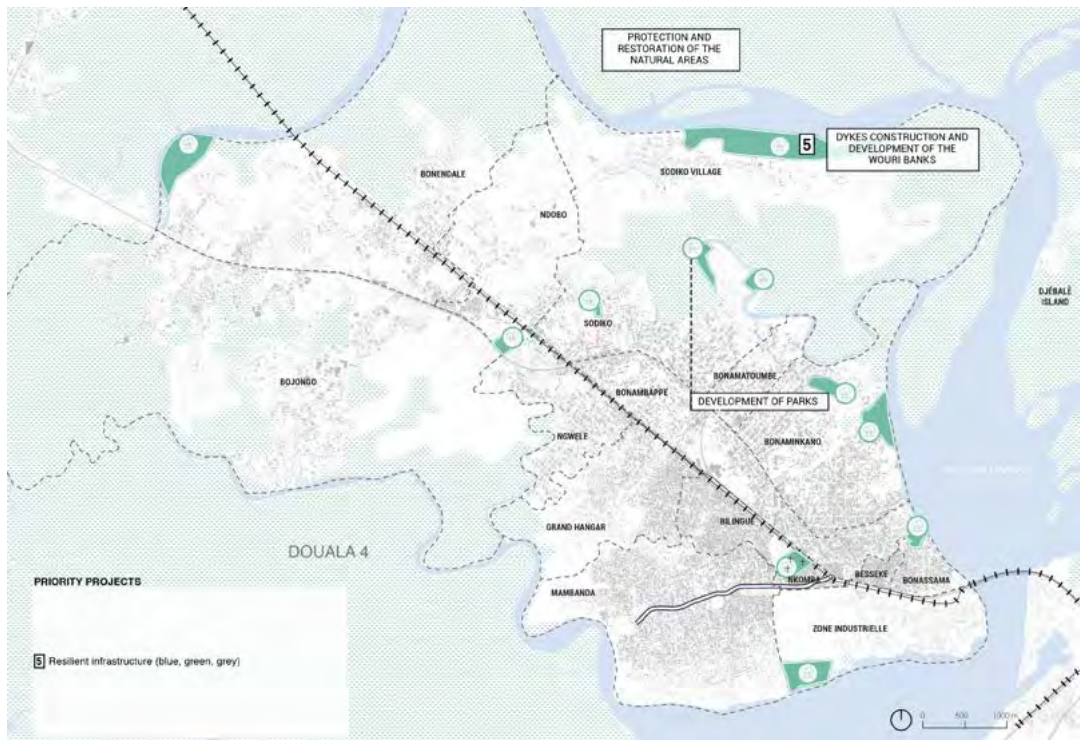 PROTECTION AND
RESTORATION OF THE
NATURAL AREAS
5
DYKES CONSTRUCTION AND
DEVELOPMENT OF THE
WOURI BANKS
BONENDALE
SODIKO VILLAGE
NDOBO
DJÉBALÈ
ISLAND
SODIKO
BOJONGO
BONAMATOUMBE
BONAMBAPPE
DEVELOPMENT OF PARKS
NGWELE
BONAMINKANO
BILINGUE
GRAND HANGAR
DOUALA 4
NKOMBA
BESSEKE
BONASSAMA
MAMBANDA
ZONE INDUSTRIELLE
PRIORITY PROJECTS
5 Resilient infrastructure (blue, green, grey)
0 500 1000 m